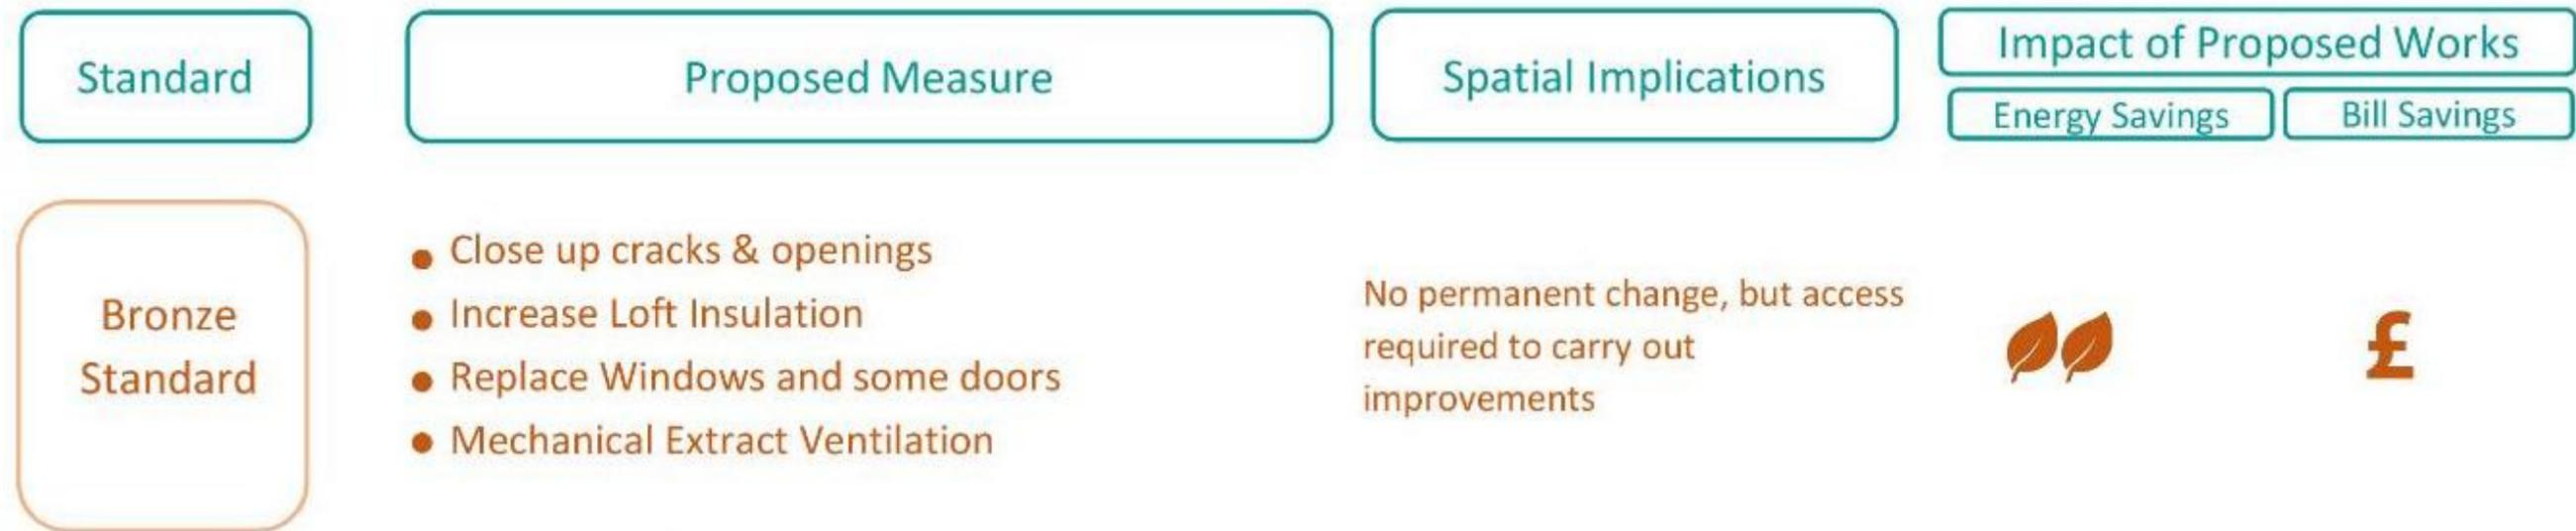 Standard
Proposed Measure
Spatial Implications
Impact of Proposed Works
Energy Savings
Bill Savings
Bronze
Standard
Close up cracks & openings
Increase Loft Insulation
Replace Windows and some doors
Mechanical Extract Ventilation
No permanent change, but access
required to carry out
improvements
£